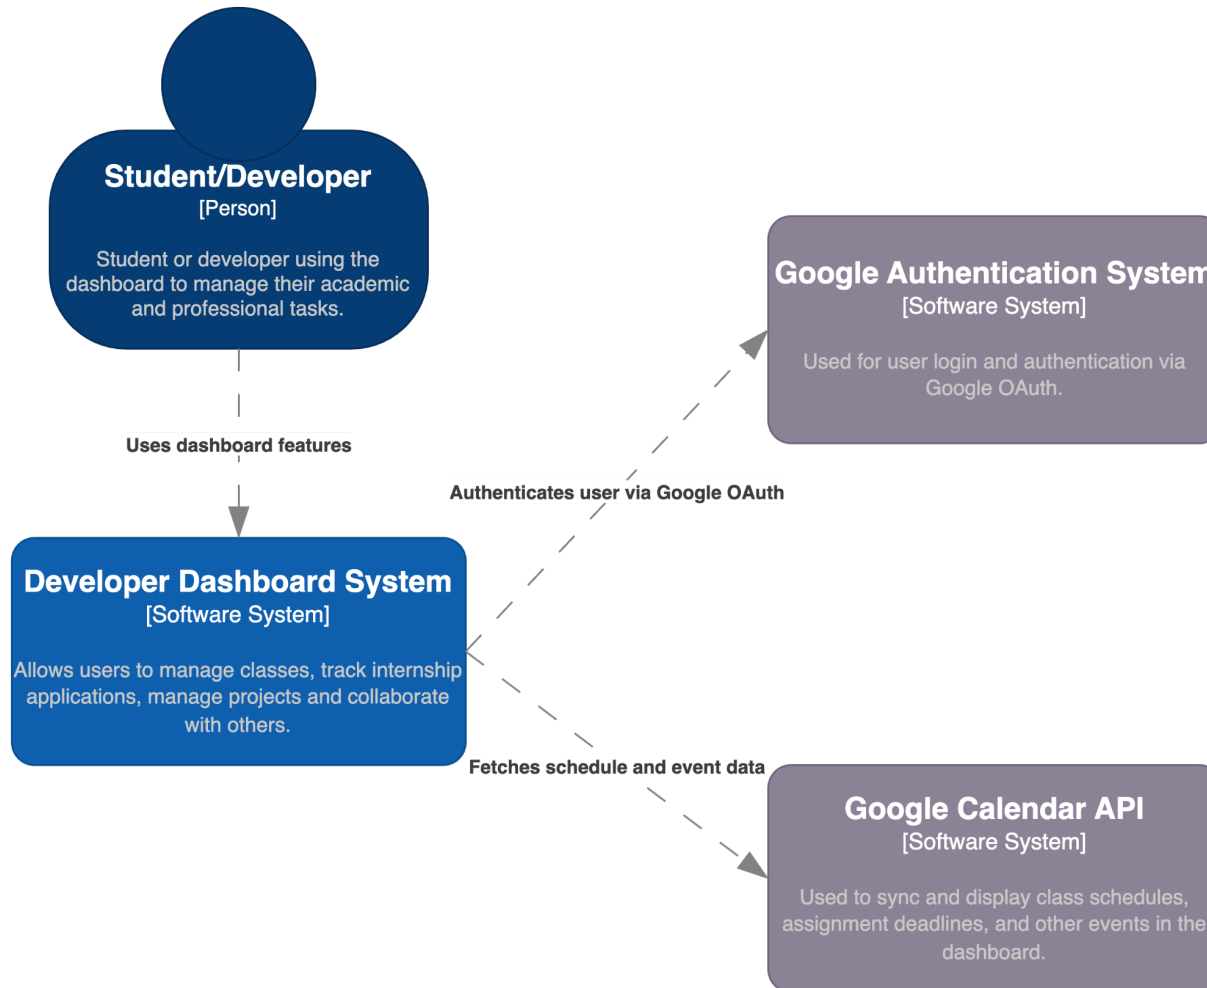 Student/Developer
[Person]
Student or developer using the
dashboard to manage their academic
and professional tasks.
Uses dashboard features
Google Authentication System
[Software System]
Used for user login and authentication via
Google OAuth.
Authenticates user via Google OAuth
Developer Dashboard System
[Software System]
Allows users to manage classes, track internship
applications, manage projects and collaborate
with others.
Fetches schedule and event data
Google Calendar API
[Software System]
Used to sync and display class schedules,
assignment deadlines, and other events in the
dashboard.